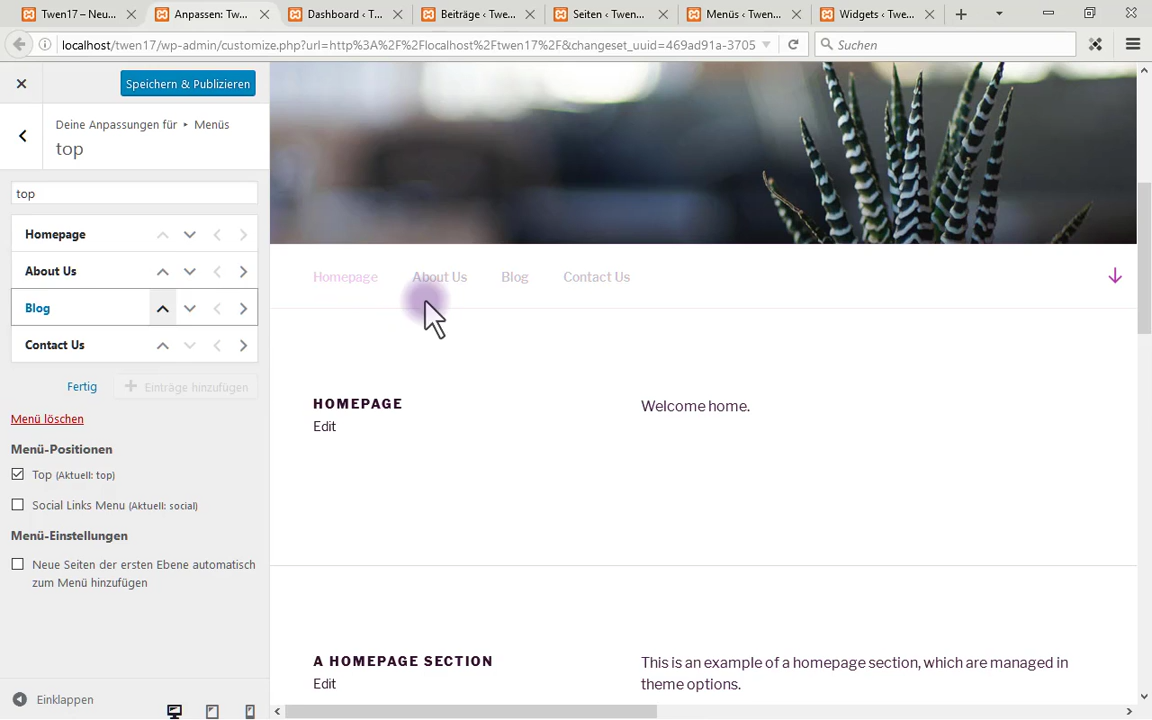 Twen17 – Neu...
Anpassen: Tw...
Dashboard ‹ T...
Beiträge ‹ Twe...
Seiten ‹ Twen...
Menüs ‹ Twen...
Widgets ‹ Twe...
localhost/twen17/wp-admin/customize.php?url=http%3A%2F%2Flocalhost%2Ftwen17%2F&changeset_uuid=469ad91a-3705
Suchen
Speichern & Publizieren
Deine Anpassungen für ▸ Menüs
top
top
Homepage
About Us
Blog
Contact Us
Fertig
Einträge hinzufügen
Menü löschen
Menü-Positionen
Top (Aktuell: top)
Social Links Menu (Aktuell: social)
Menü-Einstellungen
Neue Seiten der ersten Ebene automatisch
zum Menü hinzufügen
Einklappen
Homepage About Us Blog Contact Us
HOMEPAGE
Edit
Welcome home.
A HOMEPAGE SECTION
Edit
This is an example of a homepage section, which are managed in
theme options.